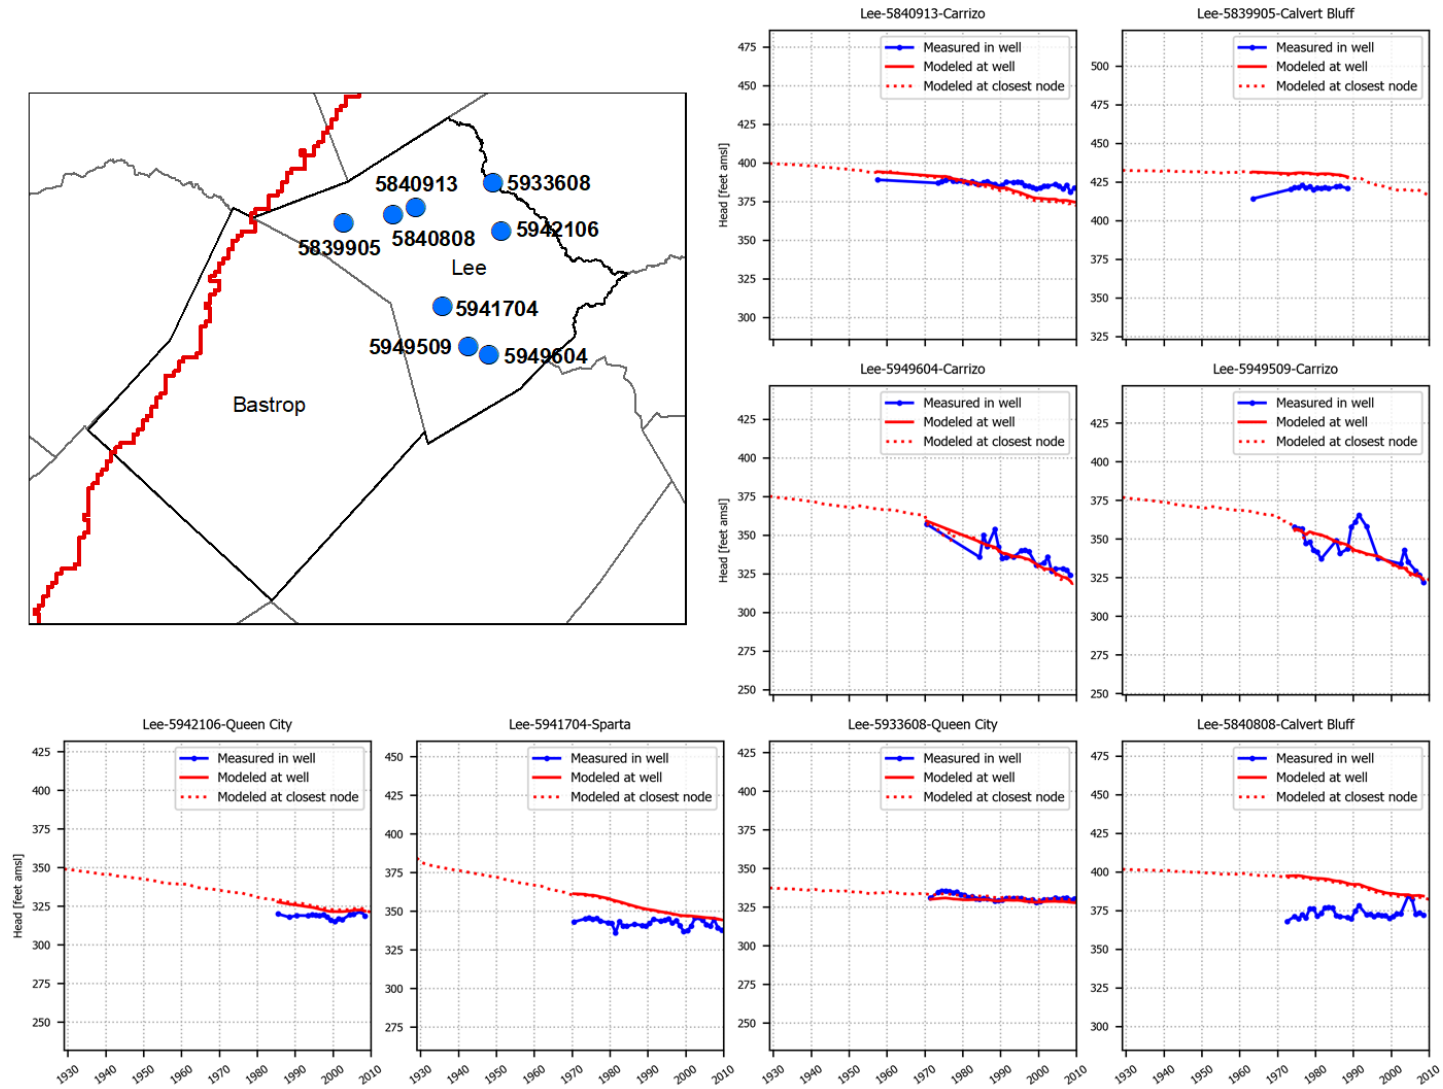 5840913
5933608
5839905
5840808
5942106
Lee
5941704
5949509
5949604
Bastrop
Lee-5840913-Carrizo
Measured in well
Modeled at well
Modeled at closest node
Head [feet amsl]
475
450
425
400
375
350
325
300
Lee-5839905-Calvert Bluff
Measured in well
Modeled at well
Modeled at closest node
500
475
450
425
400
375
350
325
Lee-5949604-Carrizo
Measured in well
Modeled at well
Modeled at closest node
Head [feet amsl]
425
400
375
350
325
300
275
250
Lee-5949509-Carrizo
Measured in well
Modeled at well
Modeled at closest node
425
400
375
350
325
300
275
250
Lee-5942106-Queen City
Measured in well
Modeled at well
Modeled at closest node
Head [feet amsl]
425
400
375
350
325
300
275
250
1930 1940 1950 1960 1970 1980 1990 2000 2010
Lee-5941704-Sparta
Measured in well
Modeled at well
Modeled at closest node
450
425
400
375
350
325
300
275
1930 1940 1950 1960 1970 1980 1990 2000 2010
Lee-5933608-Queen City
Measured in well
Modeled at well
Modeled at closest node
425
400
375
350
325
300
275
250
1930 1940 1950 1960 1970 1980 1990 2000 2010
Lee-5840808-Calvert Bluff
Measured in well
Modeled at well
Modeled at closest node
475
450
425
400
375
350
325
300
1930 1940 1950 1960 1970 1980 1990 2000 2010